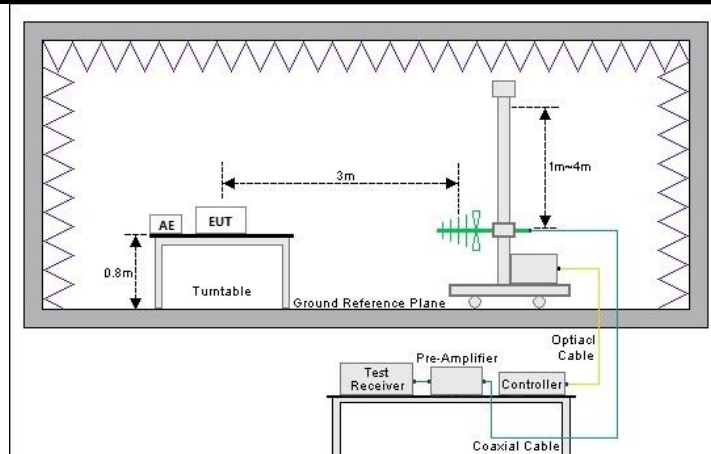 1m~4m
3m
AE
EUT
0.8m
Turntable
Ground Reference Plane
Optiacl
Cable
Pre-Amplifier
Test
Receiver
Controller
Coaxial Cable